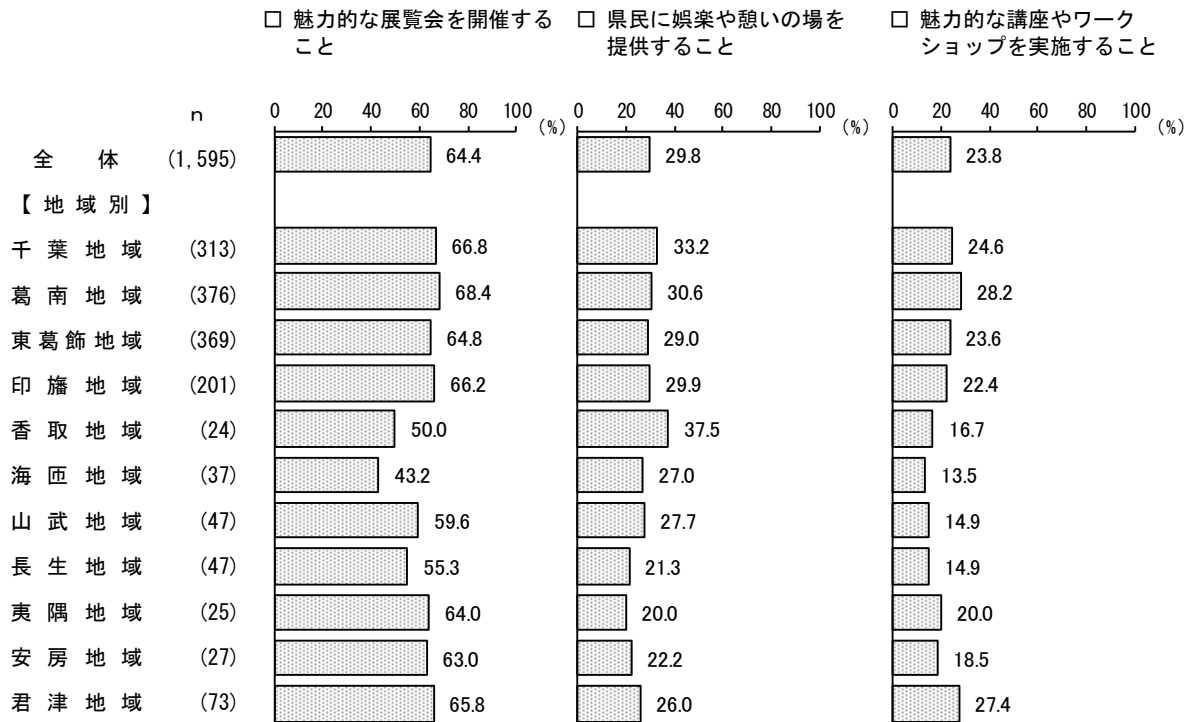 □ 魅力的な展覧会を開催する
こと
□ 県民に娯楽や憩いの場を
提供すること
□ 魅力的な講座やワーク
ショップを実施すること
n 0 20 40 60 80 100 (%) 0 20 40 60 80 100 (%) 0 20 40 60 80 100 (%)
全体 (1,595) 64.4 29.8 23.8
【地域別】
千葉地域 (313) 66.8 33.2 24.6
葛南地域 (376) 68.4 30.6 28.2
東葛飾地域 (369) 64.8 29.0 23.6
印旛地域 (201) 66.2 29.9 22.4
香取地域 (24) 50.0 37.5 16.7
海匝地域 (37) 43.2 27.0 13.5
山武地域 (47) 59.6 27.7 14.9
長生地域 (47) 55.3 21.3 14.9
夷隅地域 (25) 64.0 20.0 20.0
安房地域 (27) 63.0 22.2 18.5
君津地域 (73) 65.8 26.0 27.4